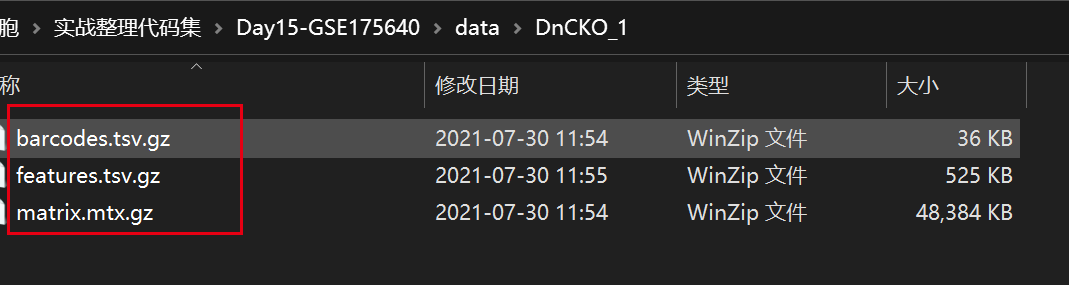 胞 > 实战整理代码集 > Day15-GSE175640 > data > DnCKO_1
称 修改日期 类型 大小
barcodes.tsv.gz 2021-07-30 11:54 WinZip 文件 36 KB
features.tsv.gz 2021-07-30 11:55 WinZip 文件 525 KB
matrix.mtx.gz 2021-07-30 11:54 WinZip 文件 48,384 KB